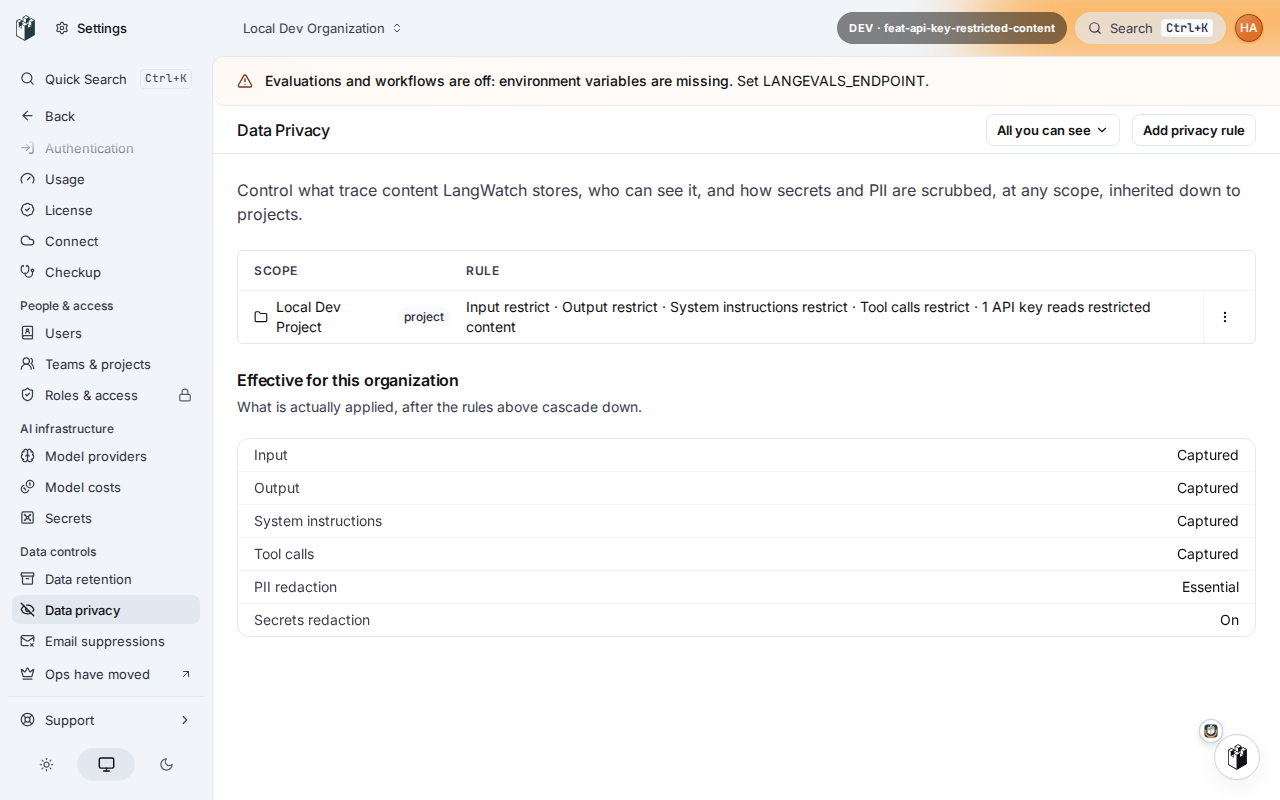 Settings
Local Dev Organization
DEV · feat-api-key-restricted-content
Search Ctrl+K
HA
Quick Search Ctrl+K
Back
Authentication
Usage
License
Connect
Checkup
People & access
Users
Teams & projects
Roles & access
AI infrastructure
Model providers
Model costs
Secrets
Data controls
Data retention
Data privacy
Email suppressions
Ops have moved
Support
Evaluations and workflows are off: environment variables are missing. Set LANGEVALS_ENDPOINT.
Data Privacy
All you can see
Add privacy rule
Control what trace content LangWatch stores, who can see it, and how secrets and PII are scrubbed, at any scope, inherited down to
projects.
SCOPE RULE
Local Dev
Project
project
Input restrict · Output restrict · System instructions restrict · Tool calls restrict · 1 API key reads restricted
content
Effective for this organization
What is actually applied, after the rules above cascade down.
Input Captured
Output Captured
System instructions Captured
Tool calls Captured
PII redaction Essential
Secrets redaction On